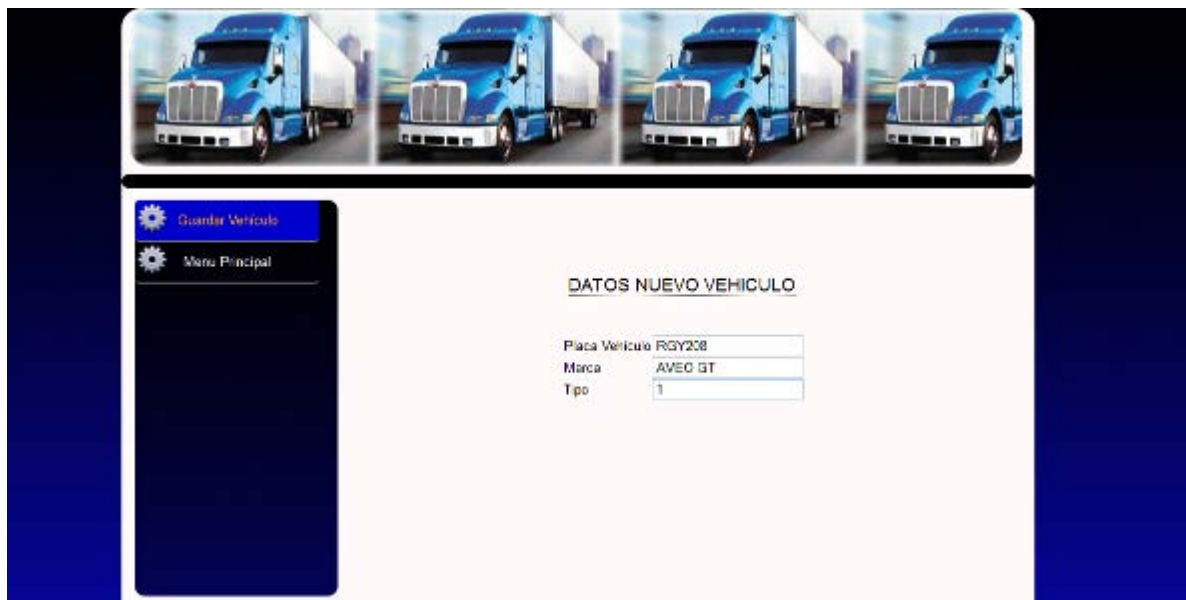 Guardar Vehiculo
Menu Principal
DATOS NUEVO VEHICULO
Placa Vehiculo RGY208
Marca AVEO GT
Tipo 1